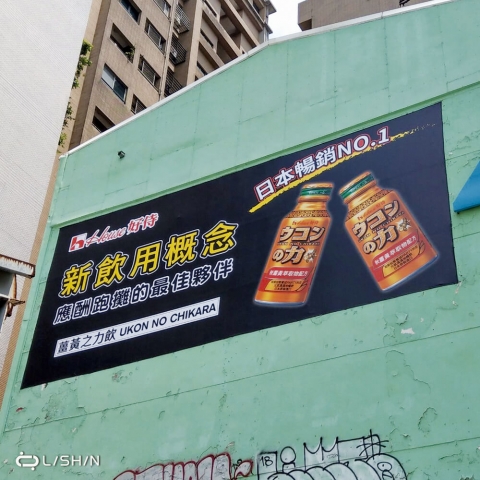 日本暢銷NO.1
House 好侍
新飲用概念
應酬跑攤的最佳夥伴
薑黃之力飲 UKON NO CHIKARA
ウコンの力
ウコンの力
LISHIN
18